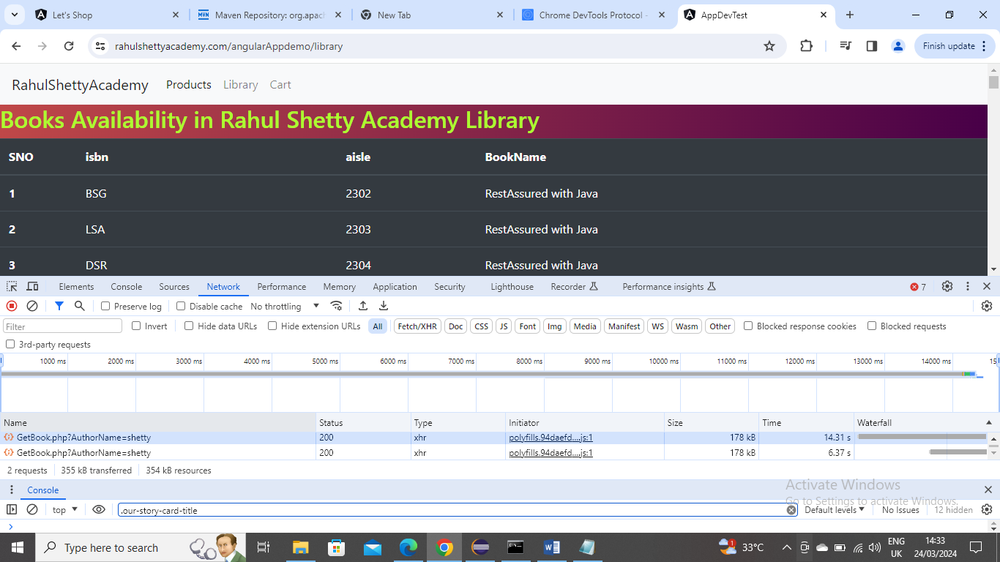 Let's Shop
Maven Repository: org.apac
New Tab
Chrome DevTools Protocol -
AppDevTest
rahulshettyacademy.com/angularAppdemo/library
Finish update
RahulShettyAcademy Products Library Cart
Books Availability in Rahul Shetty Academy Library
SNO isbn aisle BookName
1 BSG 2302 RestAssured with Java
2 LSA 2303 RestAssured with Java
3 DSR 2304 RestAssured with Java
Elements Console Sources Network Performance Memory Application Security Lighthouse Recorder Performance insights 7
Preserve log Disable cache No throttling
Filter Invert Hide data URLs Hide extension URLs All Fetch/XHR Doc CSS JS Font Img Media Manifest WS Wasm Other Blocked response cookies Blocked requests
3rd-party requests
1000 ms 2000 ms 3000 ms 4000 ms 5000 ms 6000 ms 7000 ms 8000 ms 9000 ms 10000 ms 11000 ms 12000 ms 13000 ms 14000 ms 15
Name Status Type Initiator Size Time Waterfall
GetBook.php?AuthorName=shetty 200 xhr polyfills.94daefd....js:1 178 kB 14.31 s
GetBook.php?AuthorName=shetty 200 xhr polyfills.94daefd....js:1 178 kB 6.37 s
2 requests 355 kB transferred 354 kB resources
Console
Activate Windows
Go to Settings to activate Windows.
top .our-story-card-title Default levels No Issues 12 hidden
Type here to search
1 33°C
ENG
UK
14:33
24/03/2024